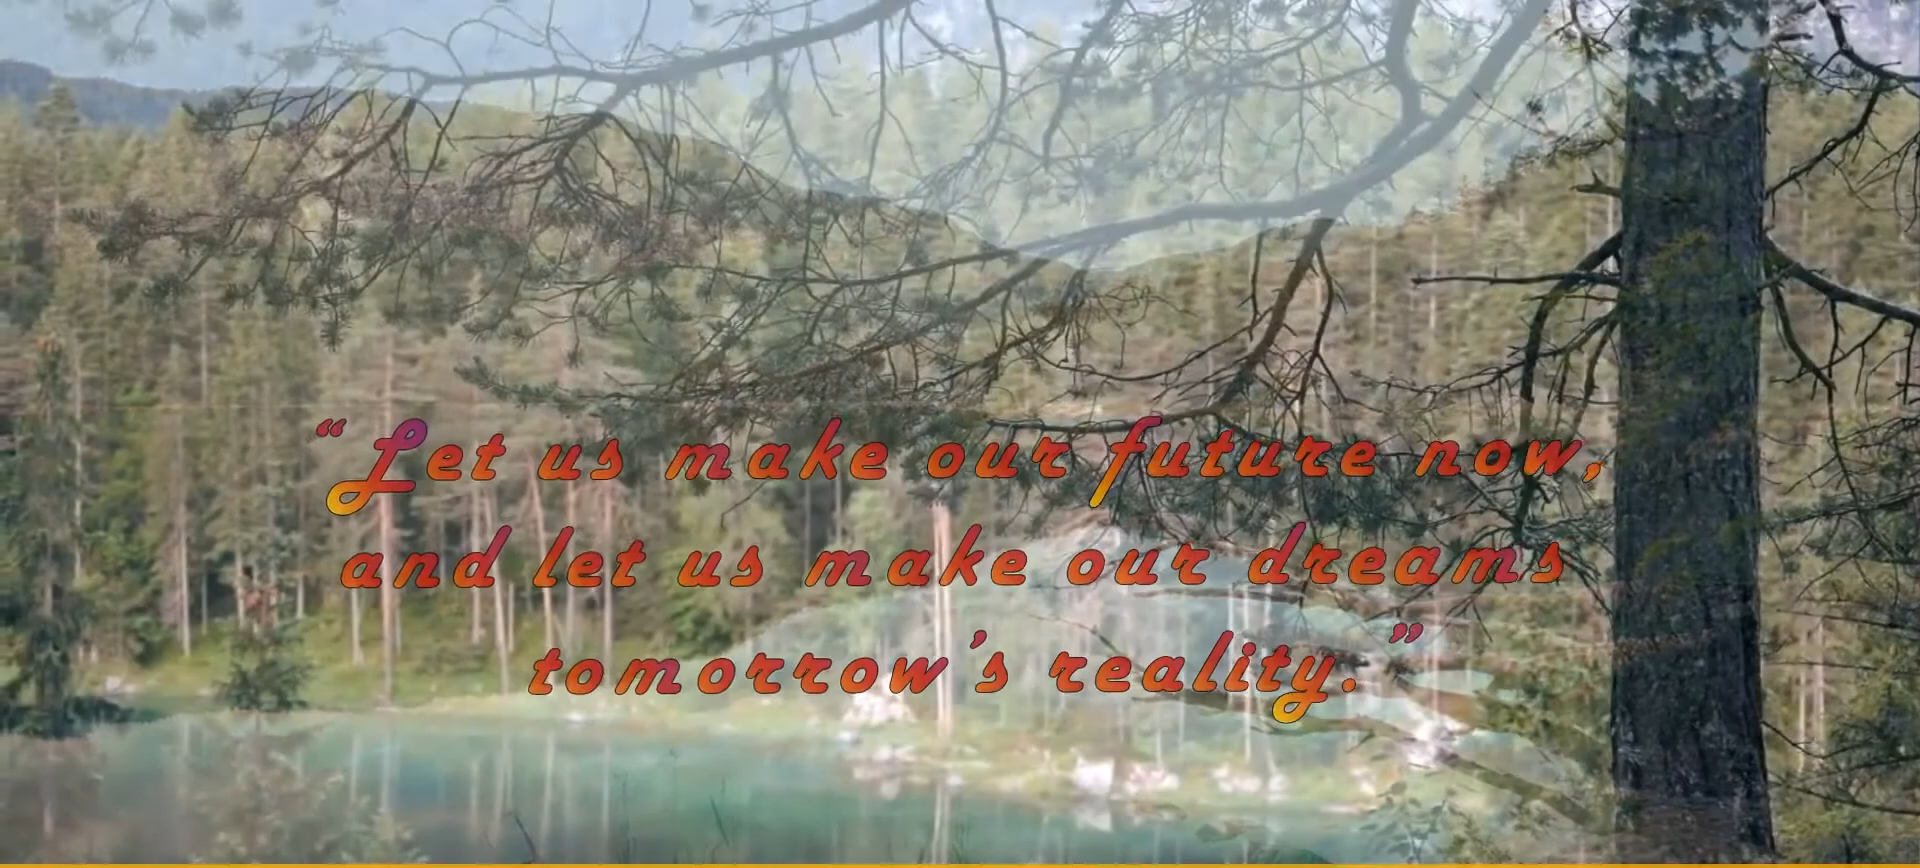 “Let us make our future now,
and let us make our dreams
tomorrow's reality.”